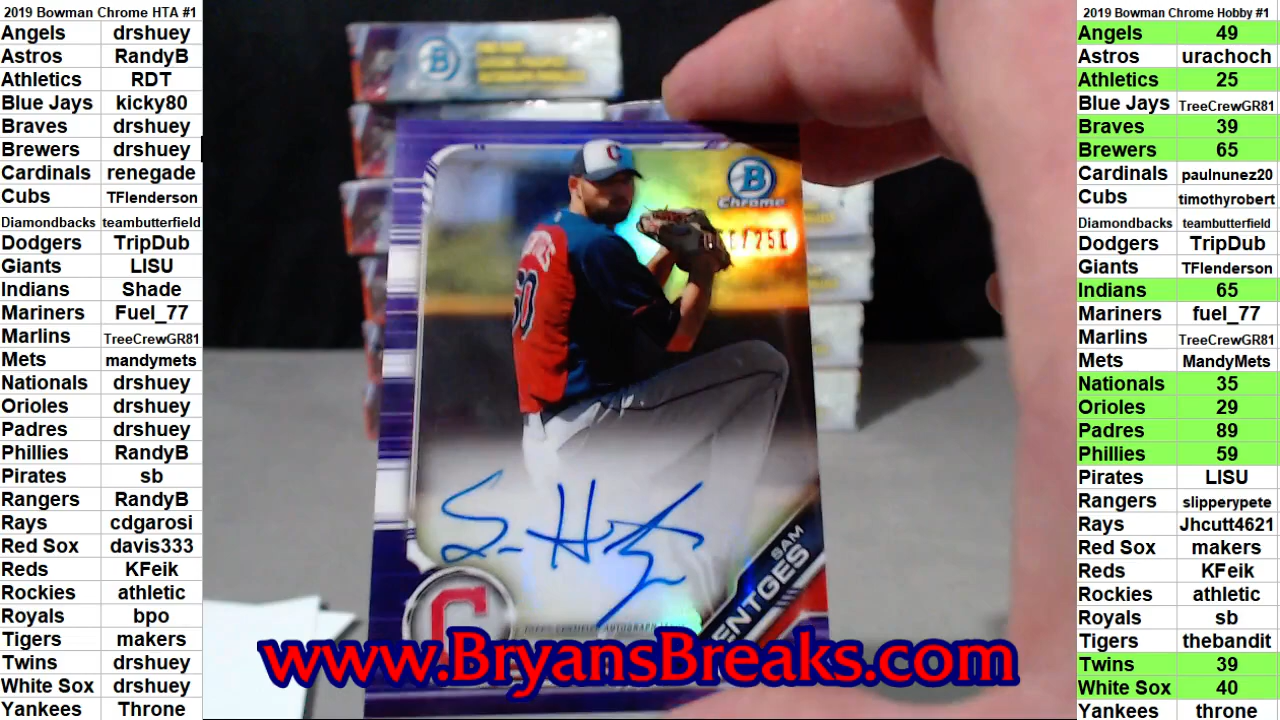 2019 Bowman Chrome HTA #1
Angels drshuey
Astros RandyB
Athletics RDT
Blue Jays kicky80
Braves drshuey
Brewers drshuey
Cardinals renegade
Cubs TFlenderson
Diamondbacks teambutterfield
Dodgers TripDub
Giants LISU
Indians Shade
Mariners Fuel_77
Marlins TreeCrewGR81
Mets mandymets
Nationals drshuey
Orioles drshuey
Padres drshuey
Phillies RandyB
Pirates sb
Rangers RandyB
Rays cdgarosi
Red Sox davis333
Reds KFeik
Rockies athletic
Royals bpo
Tigers makers
Twins drshuey
White Sox drshuey
Yankees Throne
B
Chrome
/250
C
50
SAM
ENTGES
C
TOPPS CERTIFIED AUTOGRAPH
www.BryansBreaks.com
2019 Bowman Chrome Hobby #1
Angels 49
Astros urachoch
Athletics 25
Blue Jays TreeCrewGR81
Braves 39
Brewers 65
Cardinals paulnunez20
Cubs timothyrobert
Diamondbacks teambutterfield
Dodgers TripDub
Giants TFlenderson
Indians 65
Mariners fuel_77
Marlins TreeCrewGR81
Mets MandyMets
Nationals 35
Orioles 29
Padres 89
Phillies 59
Pirates LISU
Rangers slipperypete
Rays Jhcutt4621
Red Sox makers
Reds KFeik
Rockies athletic
Royals sb
Tigers thebandit
Twins 39
White Sox 40
Yankees throne